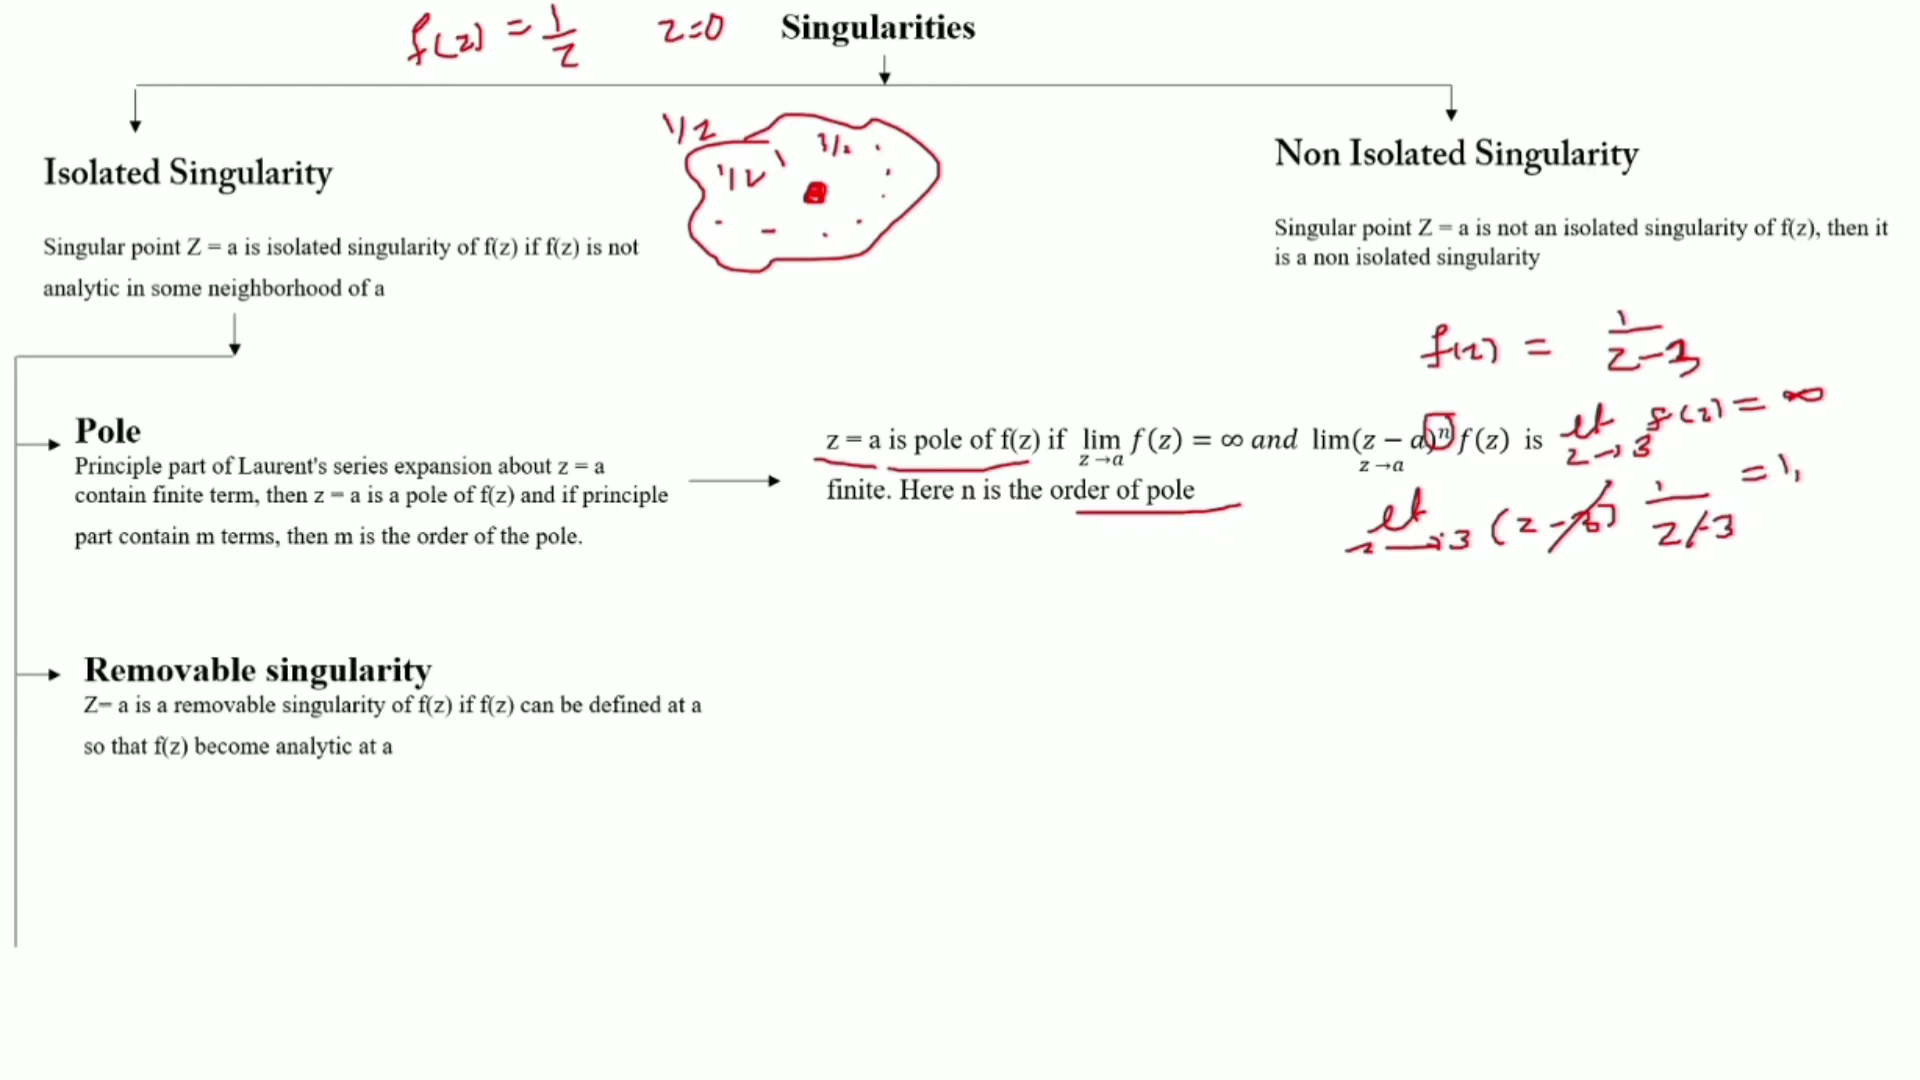 f(z) = 1/z z=0
Singularities
1/z
1/z
1/z
Isolated Singularity
Singular point Z = a is isolated singularity of f(z) if f(z) is not
analytic in some neighborhood of a
Non Isolated Singularity
Singular point Z = a is not an isolated singularity of f(z), then it
is a non isolated singularity
f(z) = 1/z-3
Pole
Principle part of Laurent's series expansion about z = a
contain finite term, then z = a is a pole of f(z) and if principle
part contain m terms, then m is the order of the pole.
z = a is pole of f(z) if lim z→a f(z) = ∞ and lim z→a (z − a)ⁿ f(z) is
finite. Here n is the order of pole
lt z→3 f(z) = ∞
lt z→3 (z-3) 1/z-3 = 1,
Removable singularity
Z= a is a removable singularity of f(z) if f(z) can be defined at a
so that f(z) become analytic at a